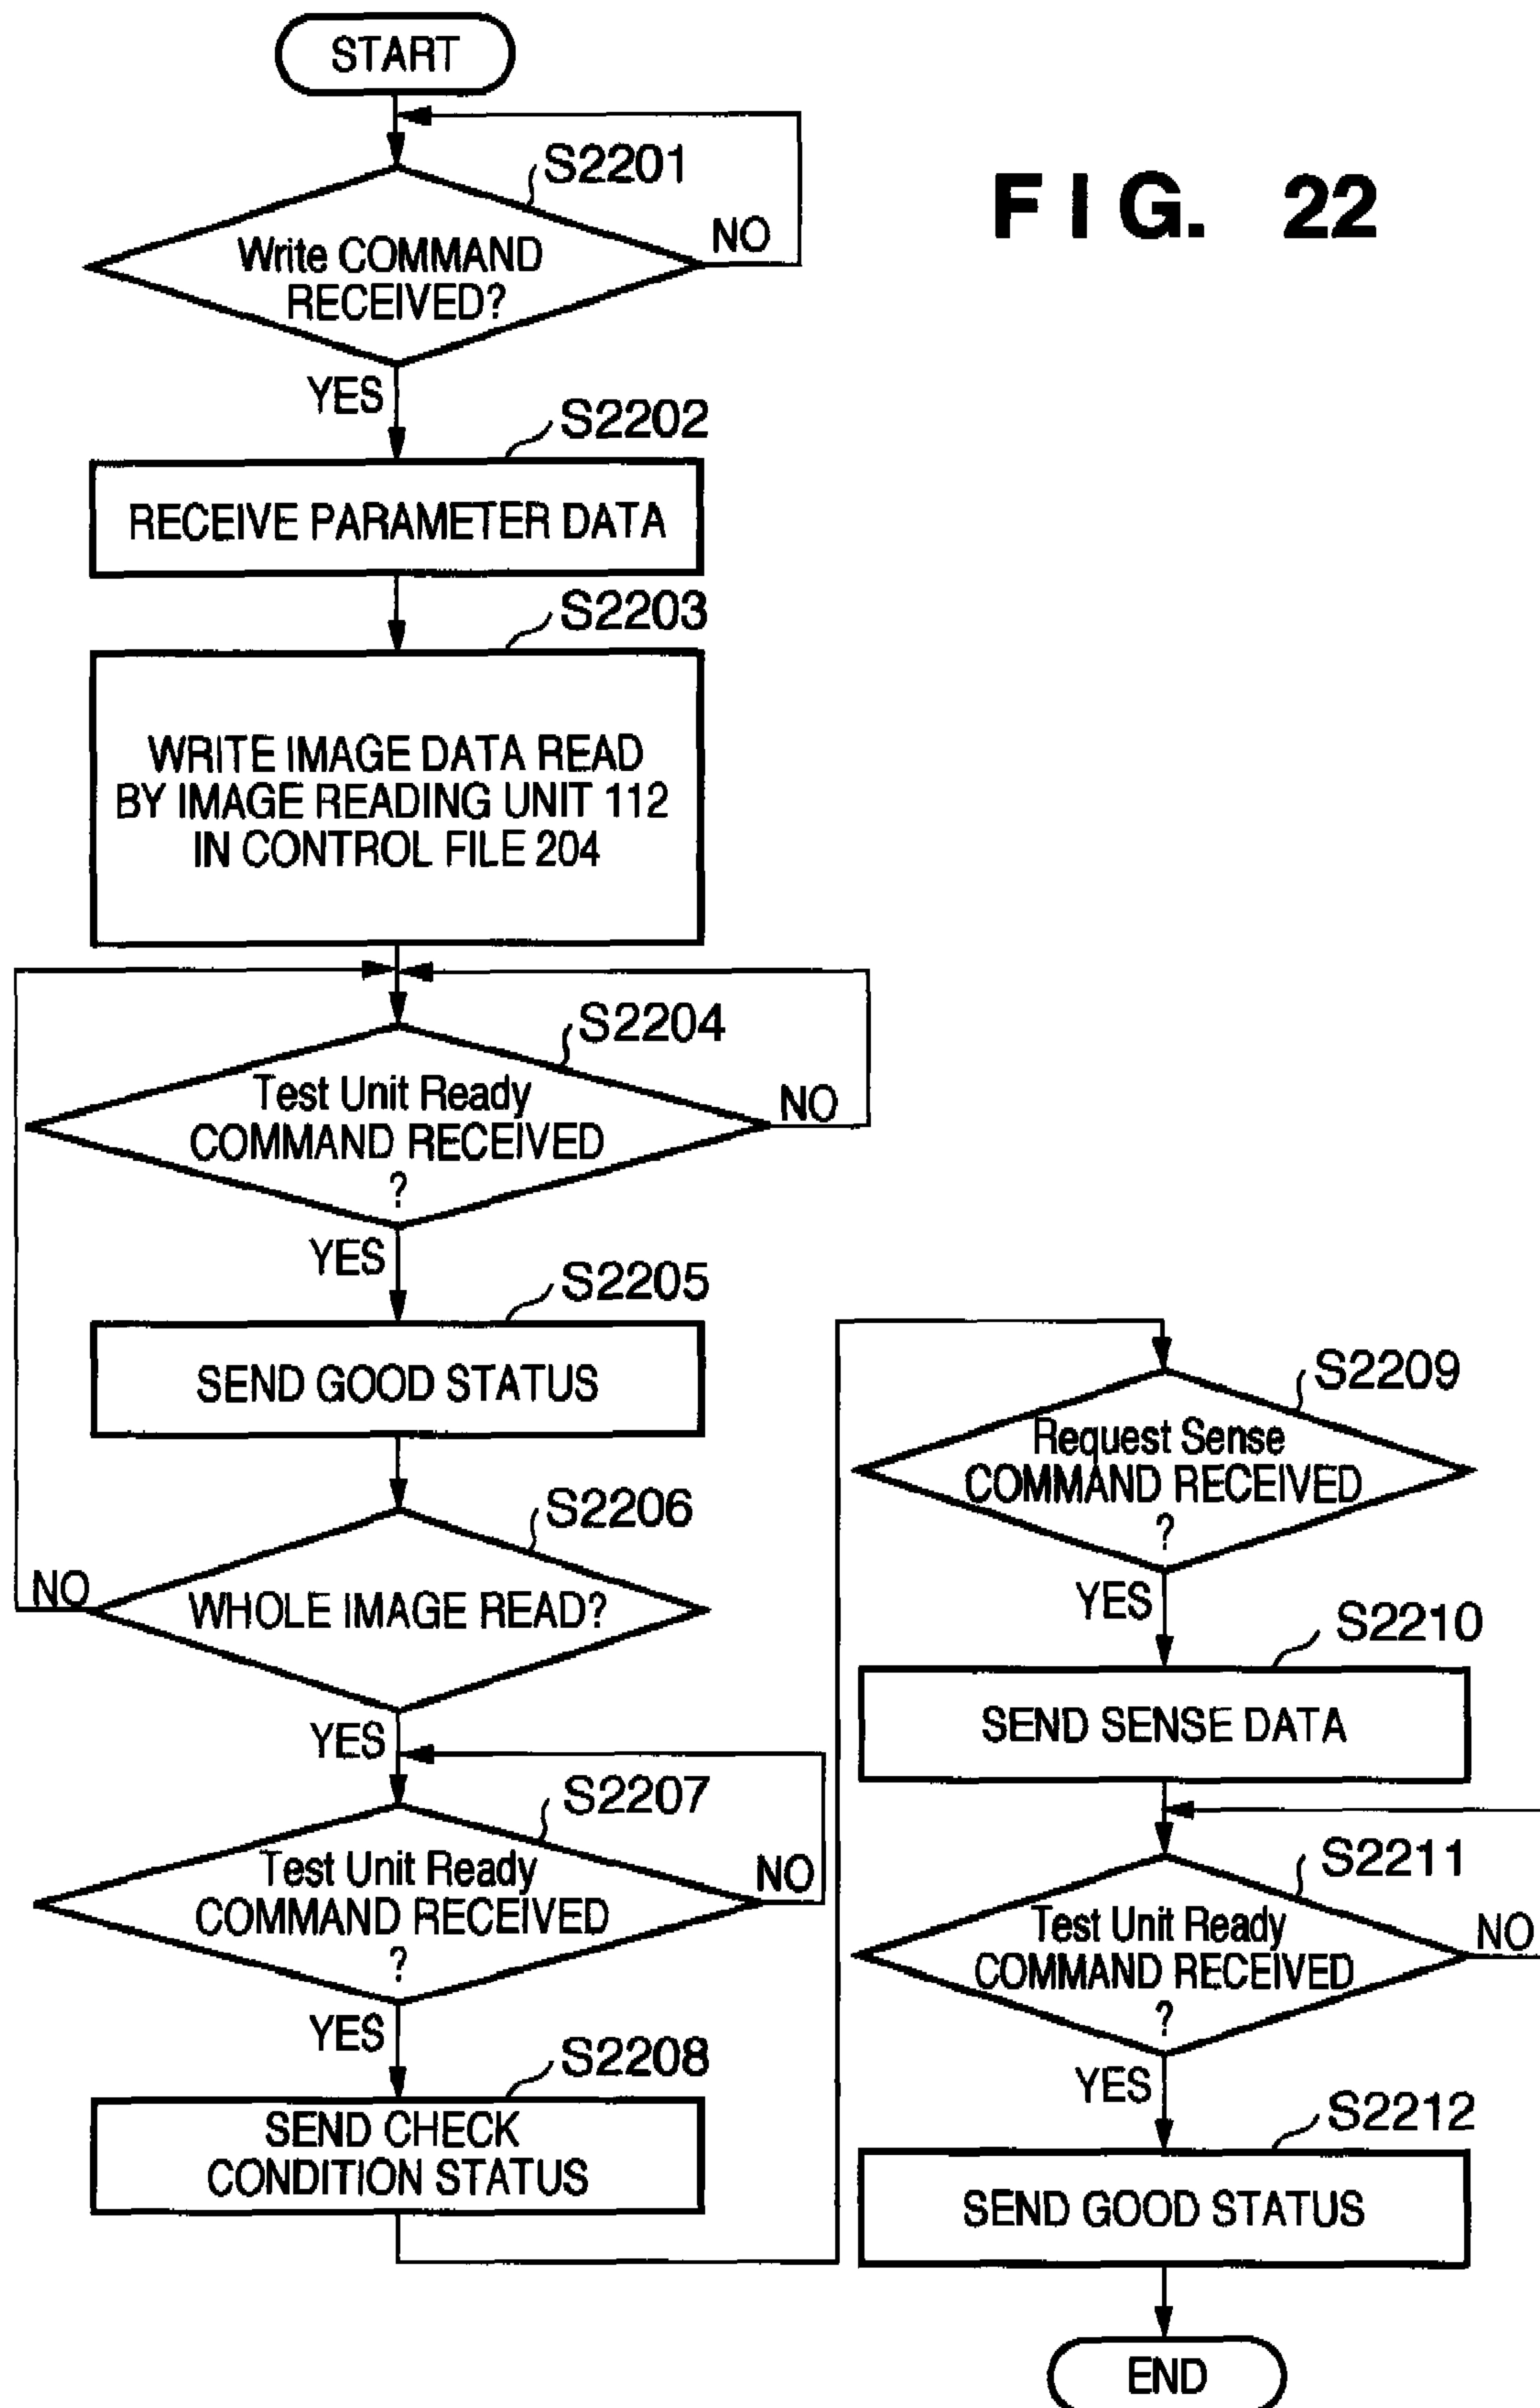 START
FIG. 22
S2201
Write COMMAND
RECEIVED?
NO
YES
S2202
RECEIVE PARAMETER DATA
S2203
WRITE IMAGE DATA READ
BY IMAGE READING UNIT 112
IN CONTROL FILE 204
S2204
Test Unit Ready
COMMAND RECEIVED
?
NO
YES
S2205
SEND GOOD STATUS
S2206
WHOLE IMAGE READ?
NO
YES
S2207
Test Unit Ready
COMMAND RECEIVED
?
NO
YES
S2208
SEND CHECK
CONDITION STATUS
S2209
Request Sense
COMMAND RECEIVED
?
YES
S2210
SEND SENSE DATA
S2211
Test Unit Ready
COMMAND RECEIVED
?
NO
YES
S2212
SEND GOOD STATUS
END